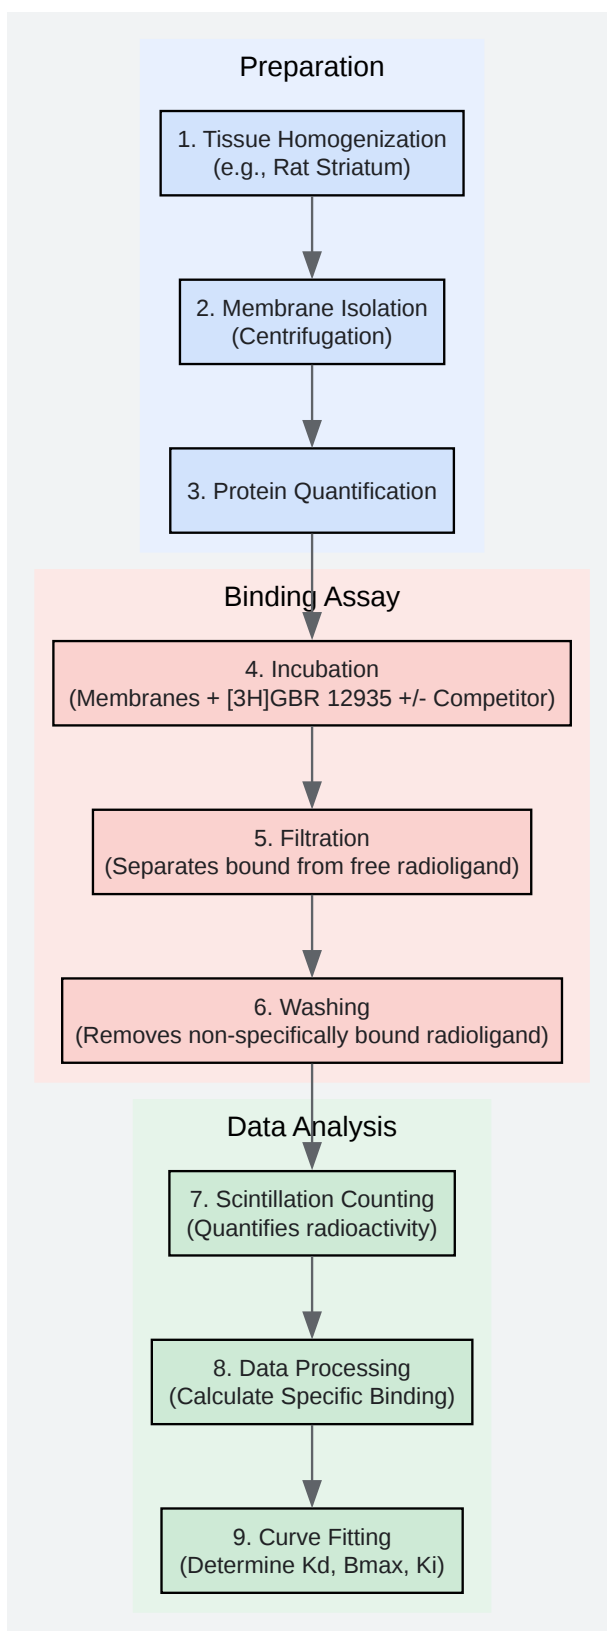 Preparation
1. Tissue Homogenization
(e.g., Rat Striatum)
2. Membrane Isolation
(Centrifugation)
3. Protein Quantification
Binding Assay
4. Incubation
(Membranes + [3H]GBR 12935 +/- Competitor)
5. Filtration
(Separates bound from free radioligand)
6. Washing
(Removes non-specifically bound radioligand)
Data Analysis
7. Scintillation Counting
(Quantifies radioactivity)
8. Data Processing
(Calculate Specific Binding)
9. Curve Fitting
(Determine Kd, Bmax, Ki)